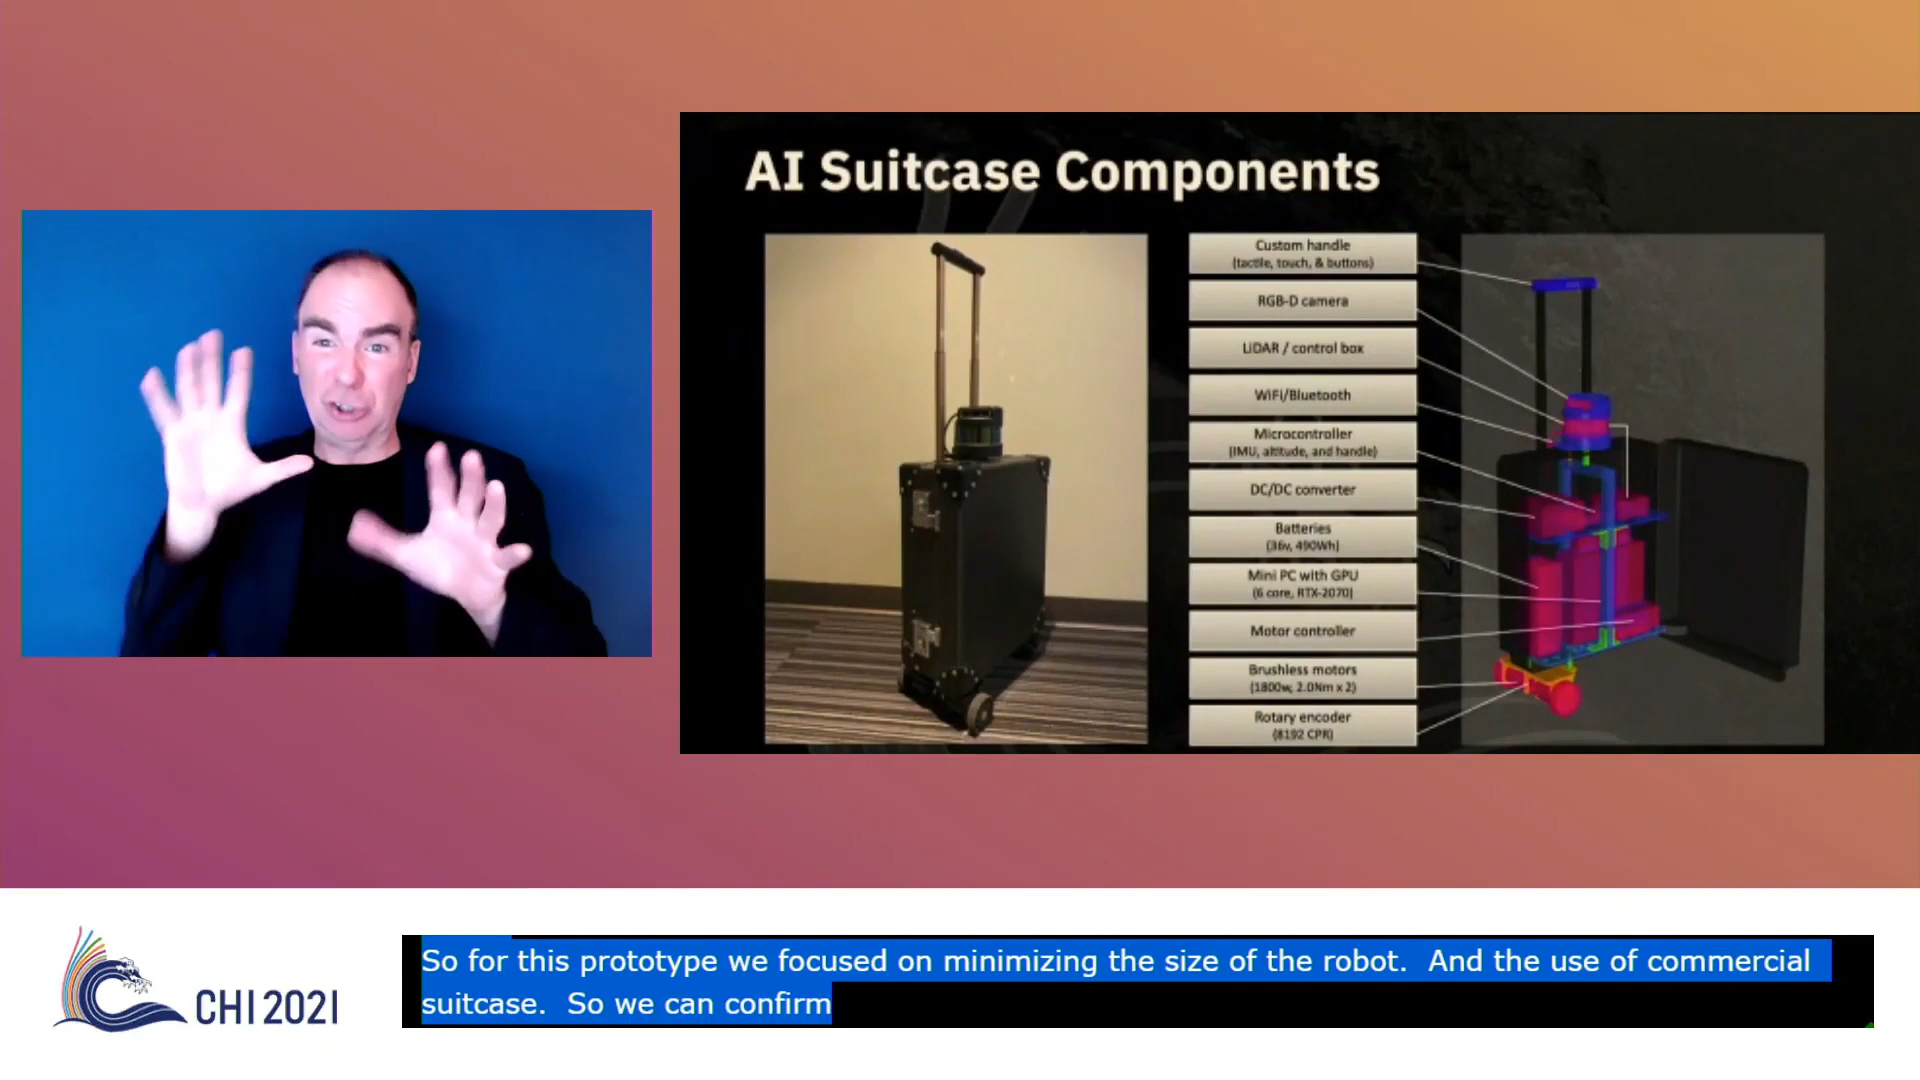 AI Suitcase Components
Custom handle
(tactile, touch, & buttons)
RGB-D camera
LiDAR / control box
WiFi/Bluetooth
Microcontroller
(IMU, altitude, and handle)
DC/DC converter
Batteries
(36v, 490Wh)
Mini PC with GPU
(6 core, RTX-2070)
Motor controller
Brushless motors
(1800w, 2.0Nm x 2)
Rotary encoder
(8192 CPR)
CHI 2021
So for this prototype we focused on minimizing the size of the robot. And the use of commercial
suitcase. So we can confirm